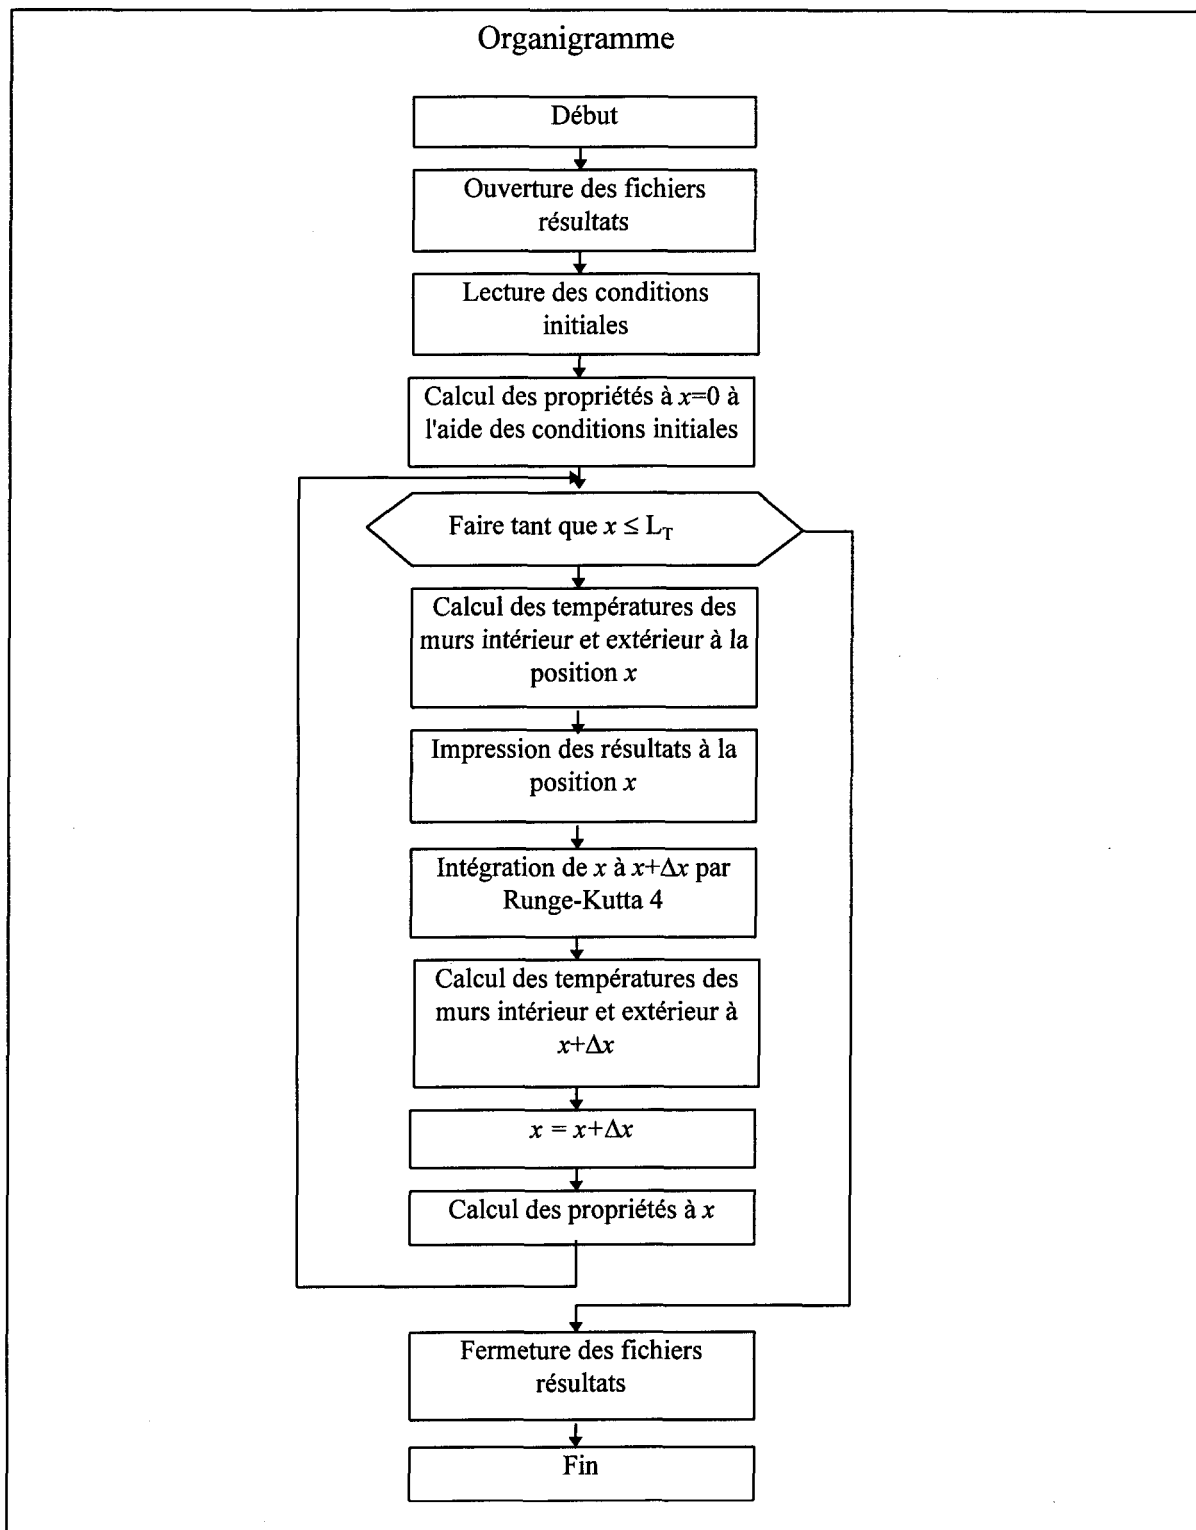 Organigramme
Début
Ouverture des fichiers
résultats
Lecture des conditions
initiales
Calcul des propriétés à x=0 à
l'aide des conditions initiales
Faire tant que x ≤ L_T
Calcul des températures des
murs intérieur et extérieur à la
position x
Impression des résultats à la
position x
Intégration de x à x+Δx par
Runge-Kutta 4
Calcul des températures des
murs intérieur et extérieur à
x+Δx
x = x+Δx
Calcul des propriétés à x
Fermeture des fichiers
résultats
Fin